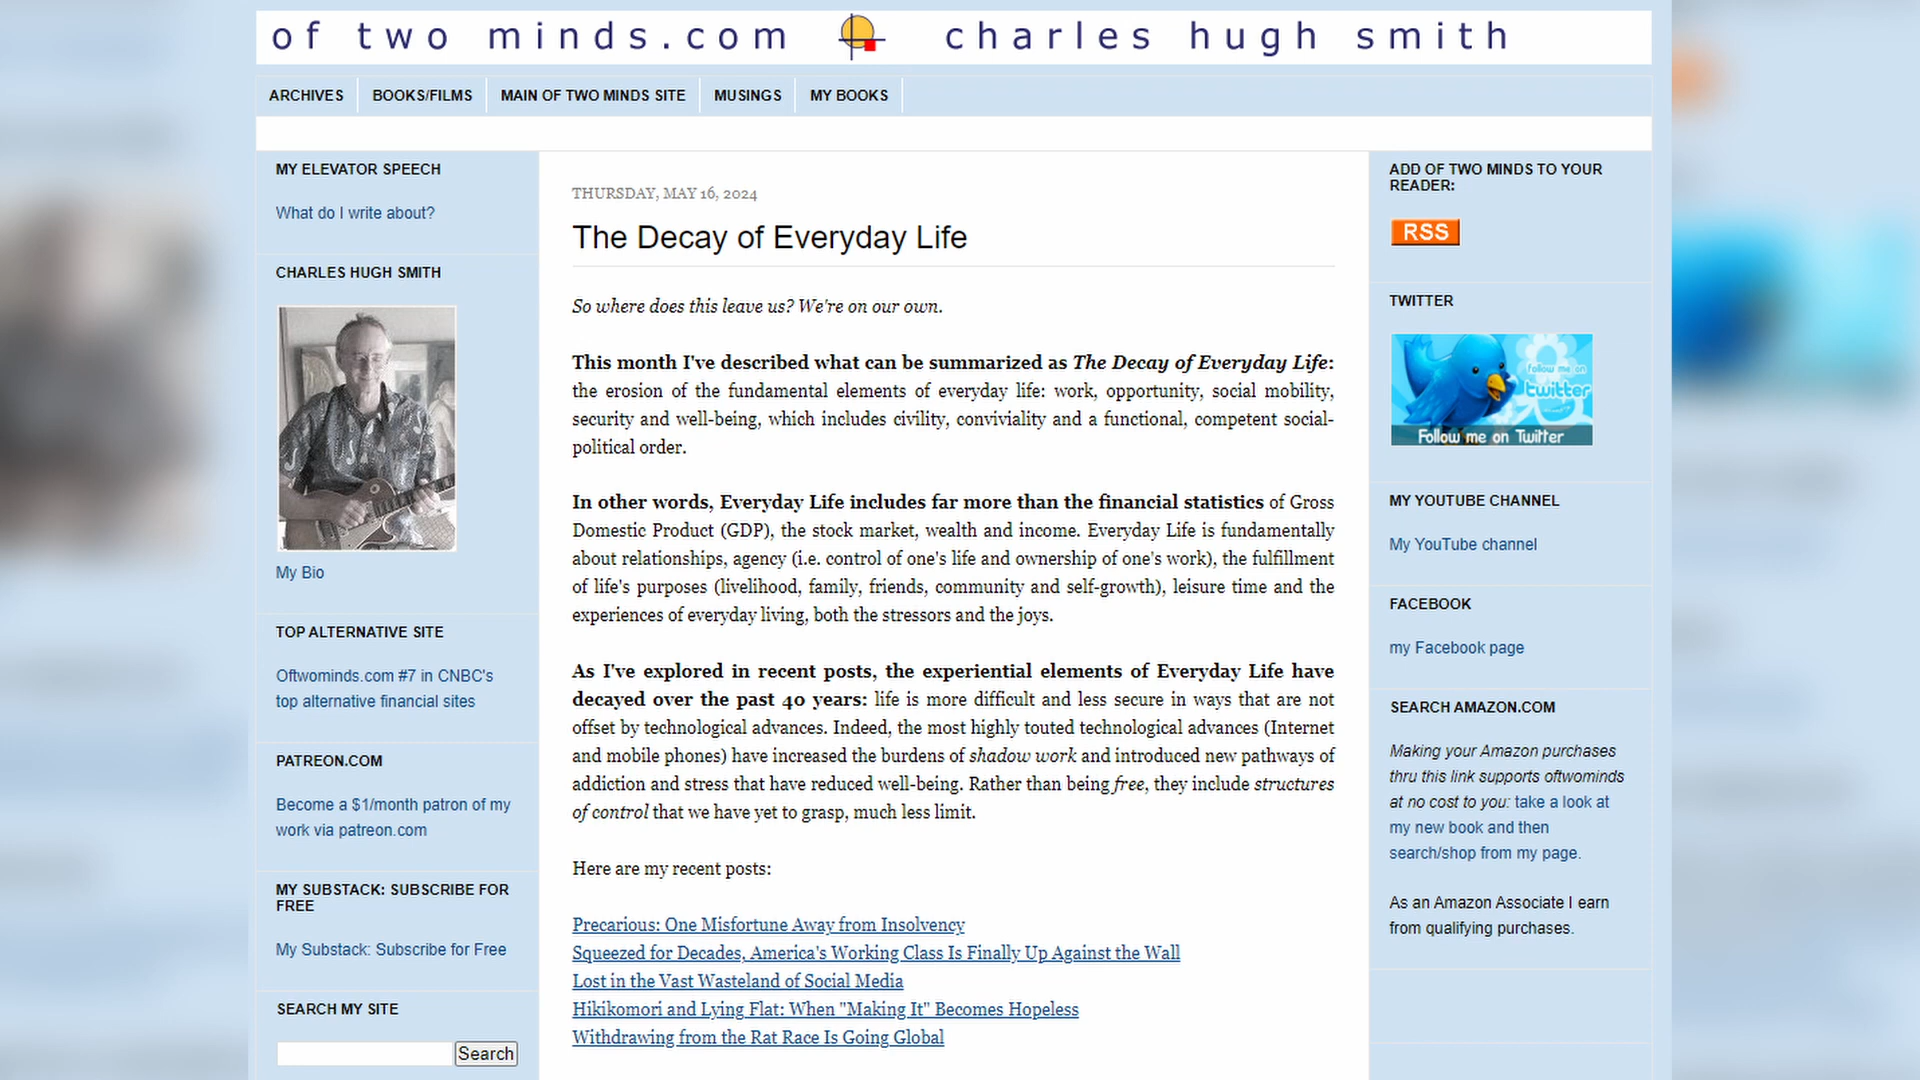 of two minds.com charles hugh smith
ARCHIVES BOOKS/FILMS MAIN OF TWO MINDS SITE MUSINGS MY BOOKS
MY ELEVATOR SPEECH
What do I write about?
CHARLES HUGH SMITH
My Bio
TOP ALTERNATIVE SITE
Oftwominds.com #7 in CNBC's
top alternative financial sites
PATREON.COM
Become a $1/month patron of my
work via patreon.com
MY SUBSTACK: SUBSCRIBE FOR
FREE
My Substack: Subscribe for Free
SEARCH MY SITE
Search
THURSDAY, MAY 16, 2024
The Decay of Everyday Life
So where does this leave us? We're on our own.
This month I've described what can be summarized as The Decay of Everyday Life:
the erosion of the fundamental elements of everyday life: work, opportunity, social mobility,
security and well-being, which includes civility, conviviality and a functional, competent social-
political order.
In other words, Everyday Life includes far more than the financial statistics of Gross
Domestic Product (GDP), the stock market, wealth and income. Everyday Life is fundamentally
about relationships, agency (i.e. control of one's life and ownership of one's work), the fulfillment
of life's purposes (livelihood, family, friends, community and self-growth), leisure time and the
experiences of everyday living, both the stressors and the joys.
As I've explored in recent posts, the experiential elements of Everyday Life have
decayed over the past 40 years: life is more difficult and less secure in ways that are not
offset by technological advances. Indeed, the most highly touted technological advances (Internet
and mobile phones) have increased the burdens of shadow work and introduced new pathways of
addiction and stress that have reduced well-being. Rather than being free, they include structures
of control that we have yet to grasp, much less limit.
Here are my recent posts:
Precarious: One Misfortune Away from Insolvency
Squeezed for Decades, America's Working Class Is Finally Up Against the Wall
Lost in the Vast Wasteland of Social Media
Hikikomori and Lying Flat: When "Making It" Becomes Hopeless
Withdrawing from the Rat Race Is Going Global
ADD OF TWO MINDS TO YOUR
READER:
RSS
TWITTER
follow me on
twitter
Follow me on Twitter
MY YOUTUBE CHANNEL
My YouTube channel
FACEBOOK
my Facebook page
SEARCH AMAZON.COM
Making your Amazon purchases
thru this link supports oftwominds
at no cost to you: take a look at
my new book and then
search/shop from my page.
As an Amazon Associate I earn
from qualifying purchases.